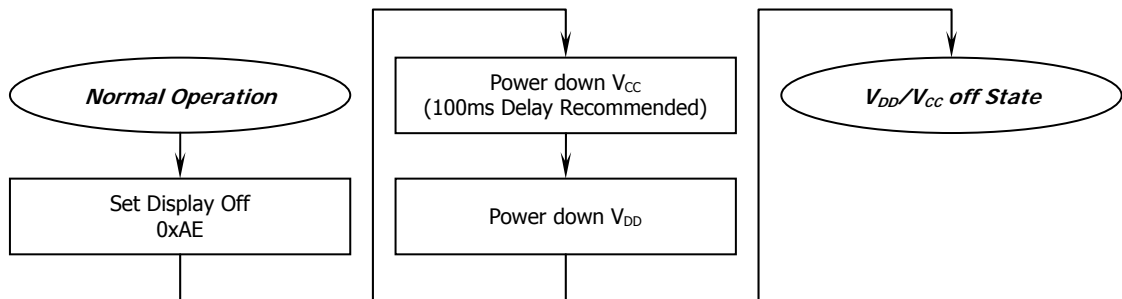 Normal Operation
Set Display Off
0xAE
Power down VCC
(100ms Delay Recommended)
Power down VDD
VDD/VCC off State